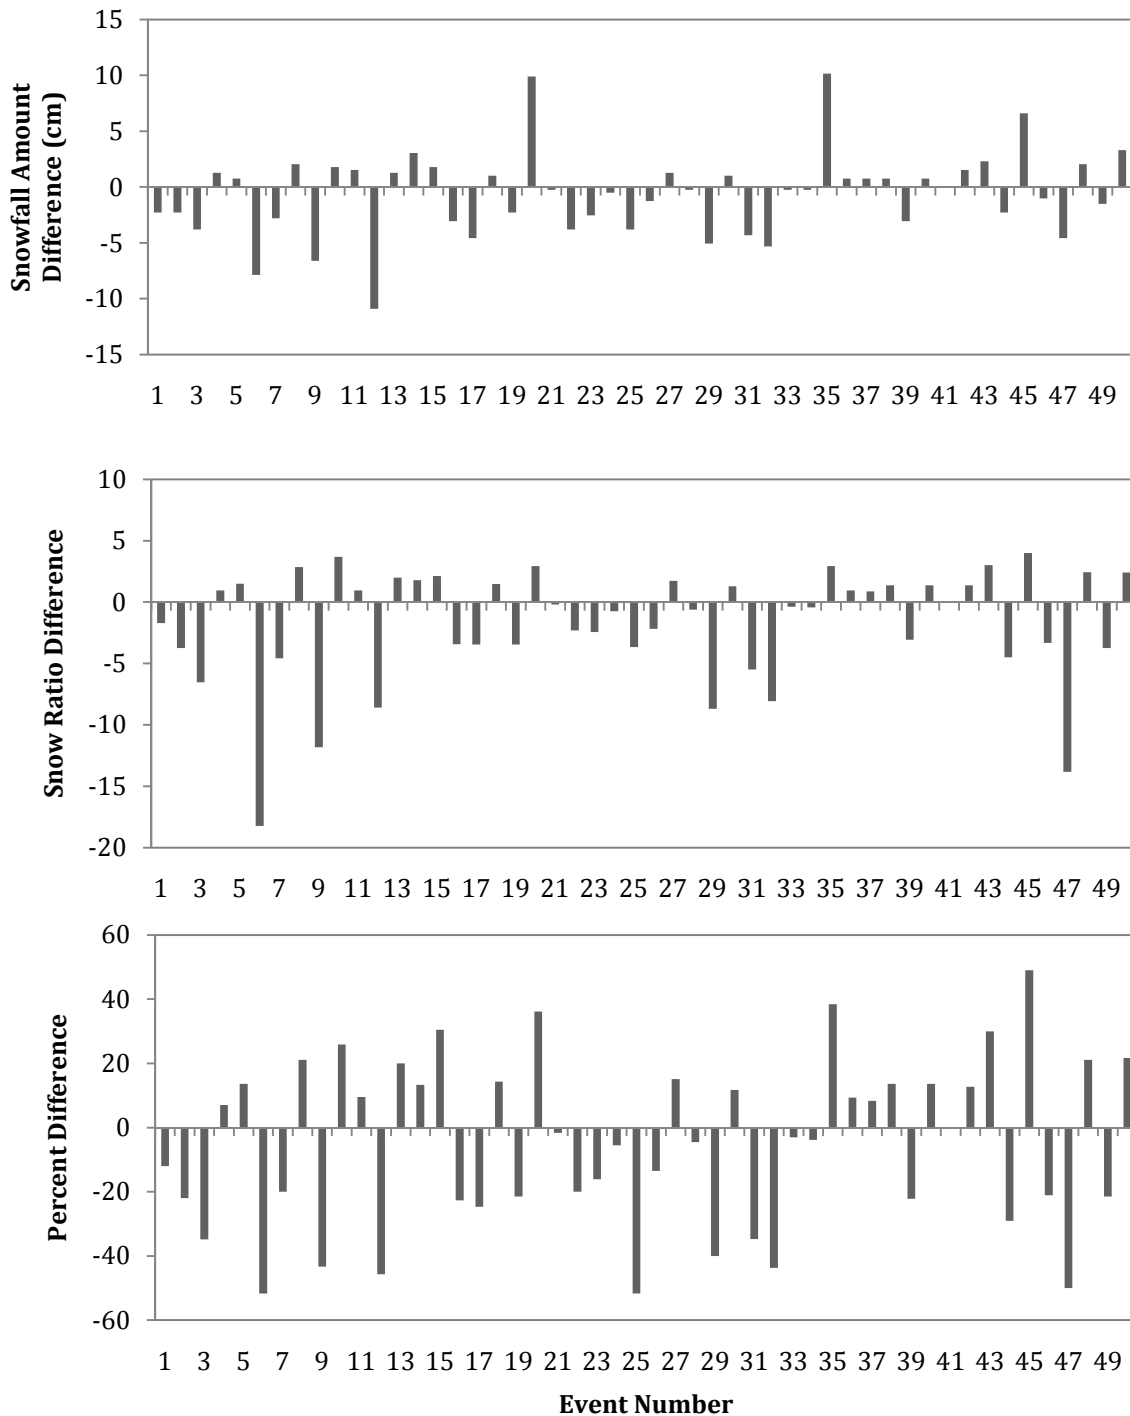 Snowfall Amount
Difference (cm)
15
10
5
0
-5
-10
-15
1 3 5 7 9 11 13 15 17 19 21 23 25 27 29 31 33 35 37 39 41 43 45 47 49
Snow Ratio Difference
10
5
0
-5
-10
-15
-20
1 3 5 7 9 11 13 15 17 19 21 23 25 27 29 31 33 35 37 39 41 43 45 47 49
Percent Difference
60
40
20
0
-20
-40
-60
1 3 5 7 9 11 13 15 17 19 21 23 25 27 29 31 33 35 37 39 41 43 45 47 49
Event Number